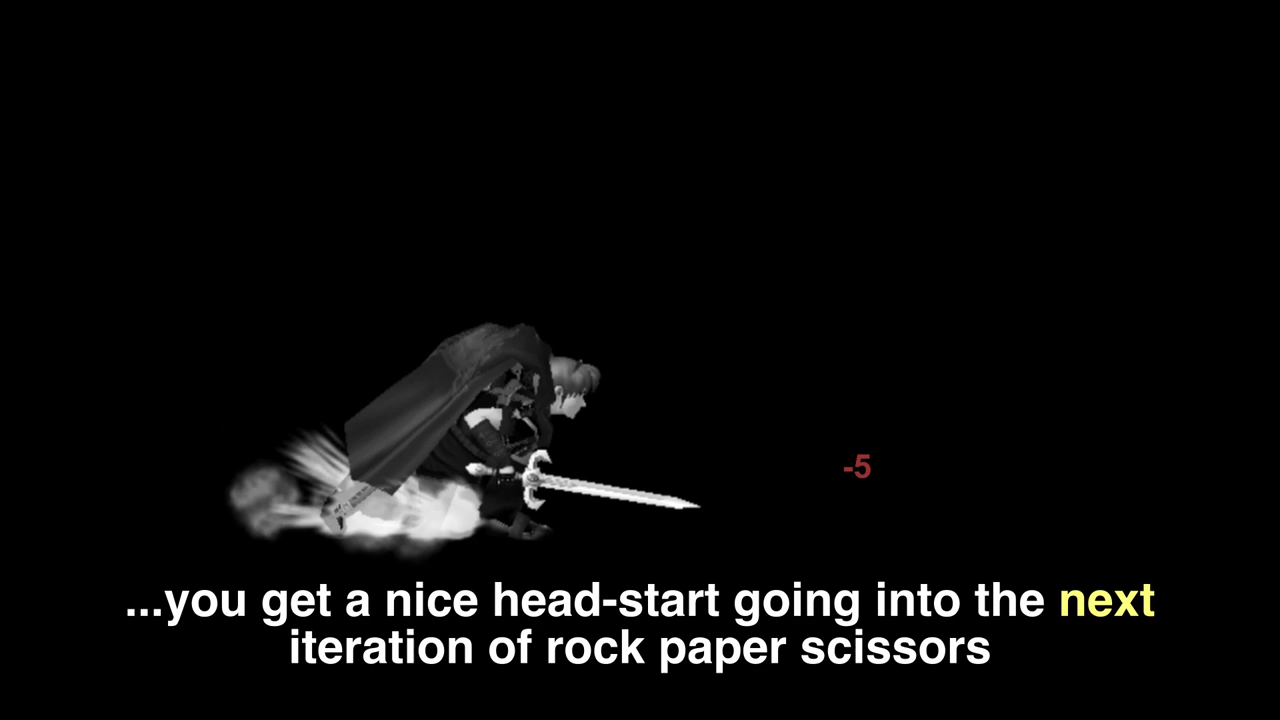 -5
...you get a nice head-start going into the next
iteration of rock paper scissors